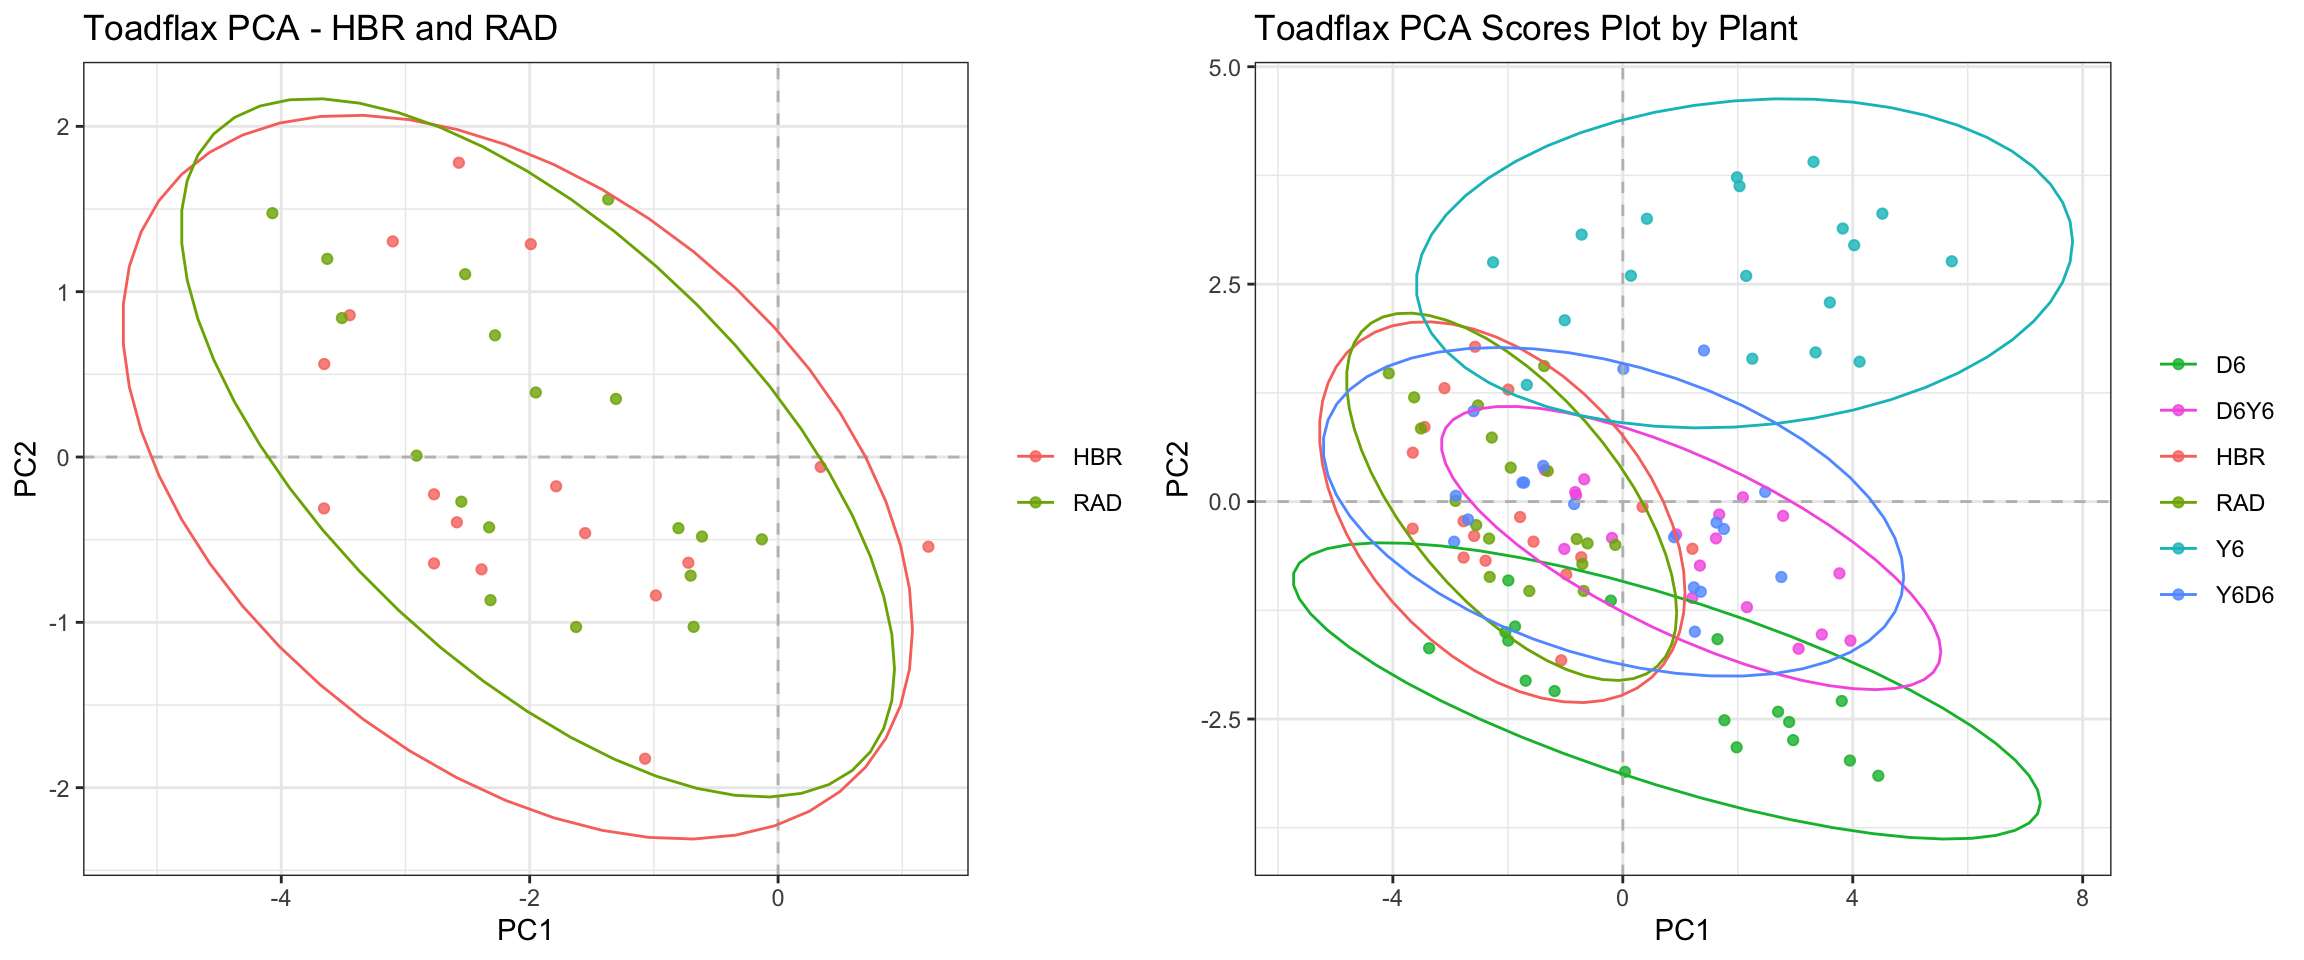 Toadflax PCA - HBR and RAD
PC2
2
1
0
-1
-2
-4
-2
0
PC1
HBR
RAD
Toadflax PCA Scores Plot by Plant
PC2
5.0
2.5
0.0
-2.5
-4
0
4
8
PC1
D6
D6Y6
HBR
RAD
Y6
Y6D6